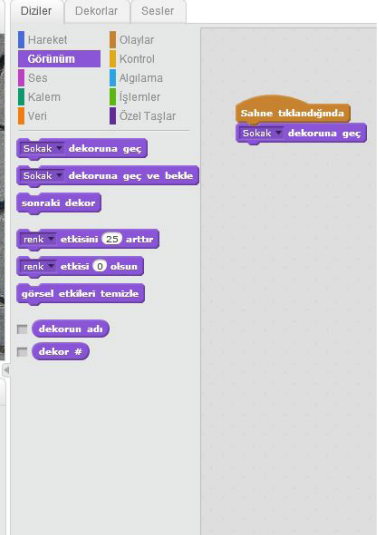 Diziler Dekorlar Sesler
Hareket Olaylar
Görünüm Kontrol
Ses Algılama
Kalem İşlemler
Veri Özel Taşlar
Sokak dekoruna geç
Sokak dekoruna geç ve bekle
sonraki dekor
renk etkisini 25 arttır
renk etkisi 0 olsun
görsel etkileri temizle
dekorun adı
dekor #
Sahne tıklandığında
Sokak dekoruna geç